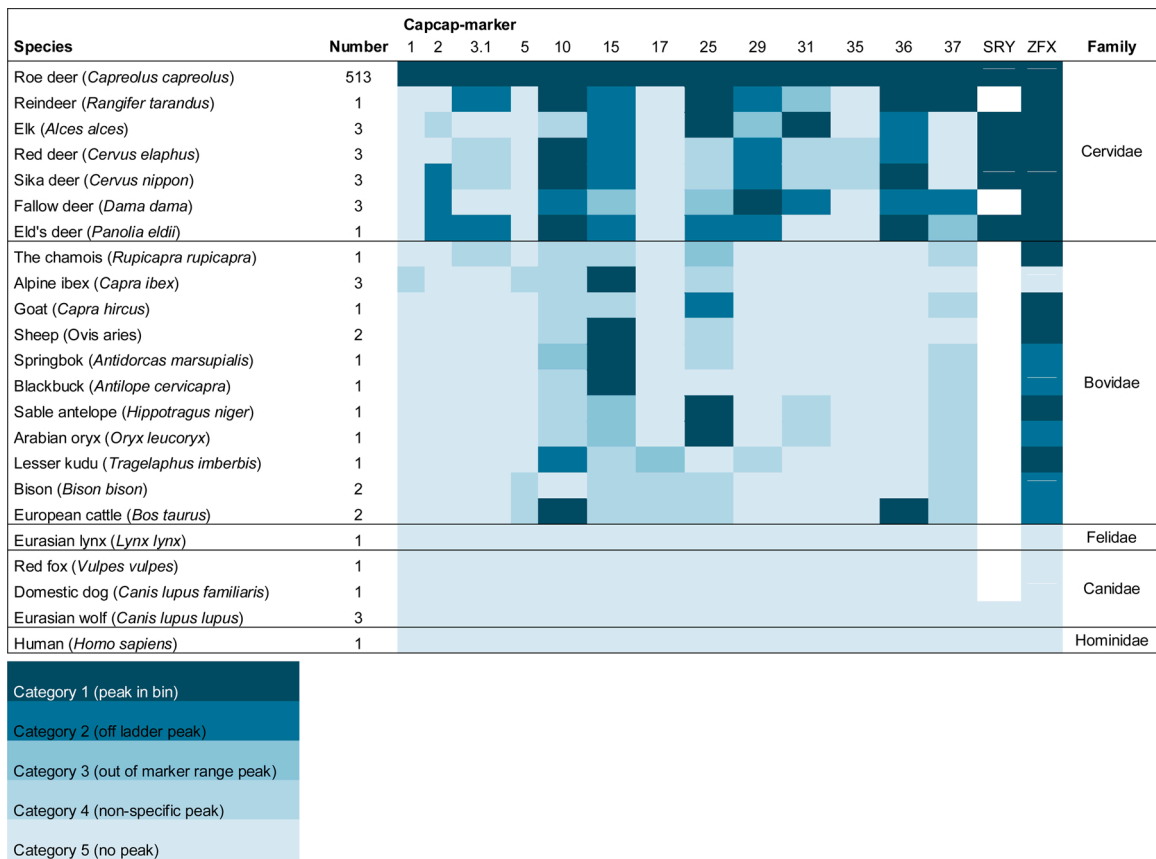 Capcap-marker
Species Number 1 2 3.1 5 10 15 17 25 29 31 35 36 37 SRY ZFX Family
Roe deer (Capreolus capreolus) 513
Reindeer (Rangifer tarandus) 1
Elk (Alces alces) 3
Red deer (Cervus elaphus) 3 Cervidae
Sika deer (Cervus nippon) 3
Fallow deer (Dama dama) 3
Eld's deer (Panolia eldii) 1
The chamois (Rupicapra rupicapra) 1
Alpine ibex (Capra ibex) 3
Goat (Capra hircus) 1
Sheep (Ovis aries) 2
Springbok (Antidorcas marsupialis) 1
Blackbuck (Antilope cervicapra) 1 Bovidae
Sable antelope (Hippotragus niger) 1
Arabian oryx (Oryx leucoryx) 1
Lesser kudu (Tragelaphus imberbis) 1
Bison (Bison bison) 2
European cattle (Bos taurus) 2
Eurasian lynx (Lynx lynx) 1 Felidae
Red fox (Vulpes vulpes) 1
Domestic dog (Canis lupus familiaris) 1 Canidae
Eurasian wolf (Canis lupus lupus) 3
Human (Homo sapiens) 1 Hominidae
Category 1 (peak in bin)
Category 2 (off ladder peak)
Category 3 (out of marker range peak)
Category 4 (non-specific peak)
Category 5 (no peak)